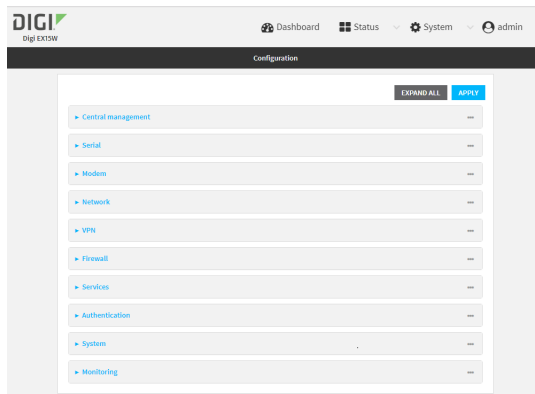 DIGI
Digi EX15W
Dashboard Status System admin
Configuration
EXPAND ALL APPLY
Central management
Serial
Modem
Network
VPN
Firewall
Services
Authentication
System
Monitoring